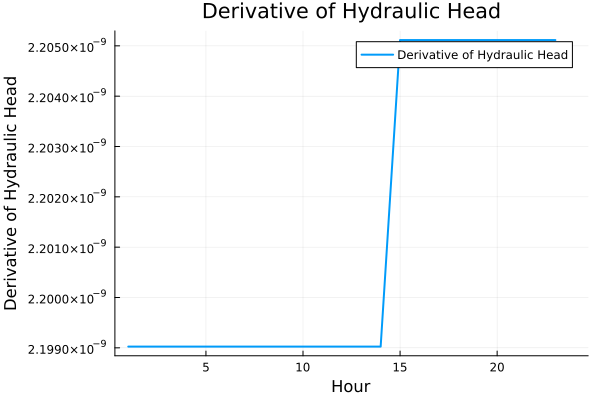 Derivative of Hydraulic Head
Derivative of Hydraulic Head
2.2050×10⁻⁹
2.2040×10⁻⁹
2.2030×10⁻⁹
2.2020×10⁻⁹
2.2010×10⁻⁹
2.2000×10⁻⁹
2.1990×10⁻⁹
Derivative of Hydraulic Head
5 10 15 20
Hour